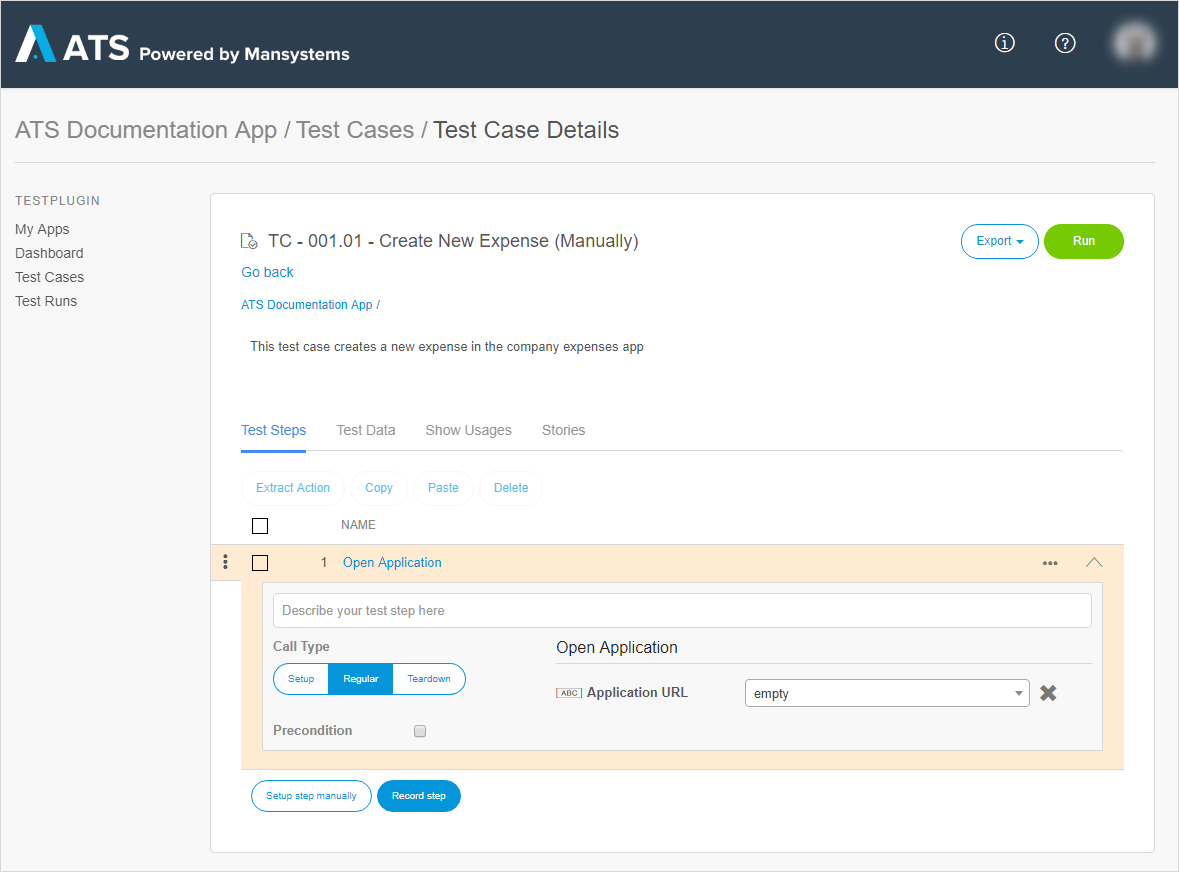 ATS Powered by Mansystems
ATS Documentation App / Test Cases / Test Case Details
TESTPLUGIN
My Apps
Dashboard
Test Cases
Test Runs
TC - 001.01 - Create New Expense (Manually)
Export
Run
Go back
ATS Documentation App /
This test case creates a new expense in the company expenses app
Test Steps
Test Data
Show Usages
Stories
Extract Action
Copy
Paste
Delete
NAME
1 Open Application
Describe your test step here
Call Type
Setup
Regular
Teardown
Precondition
Open Application
ABC Application URL
empty
Setup step manually
Record step